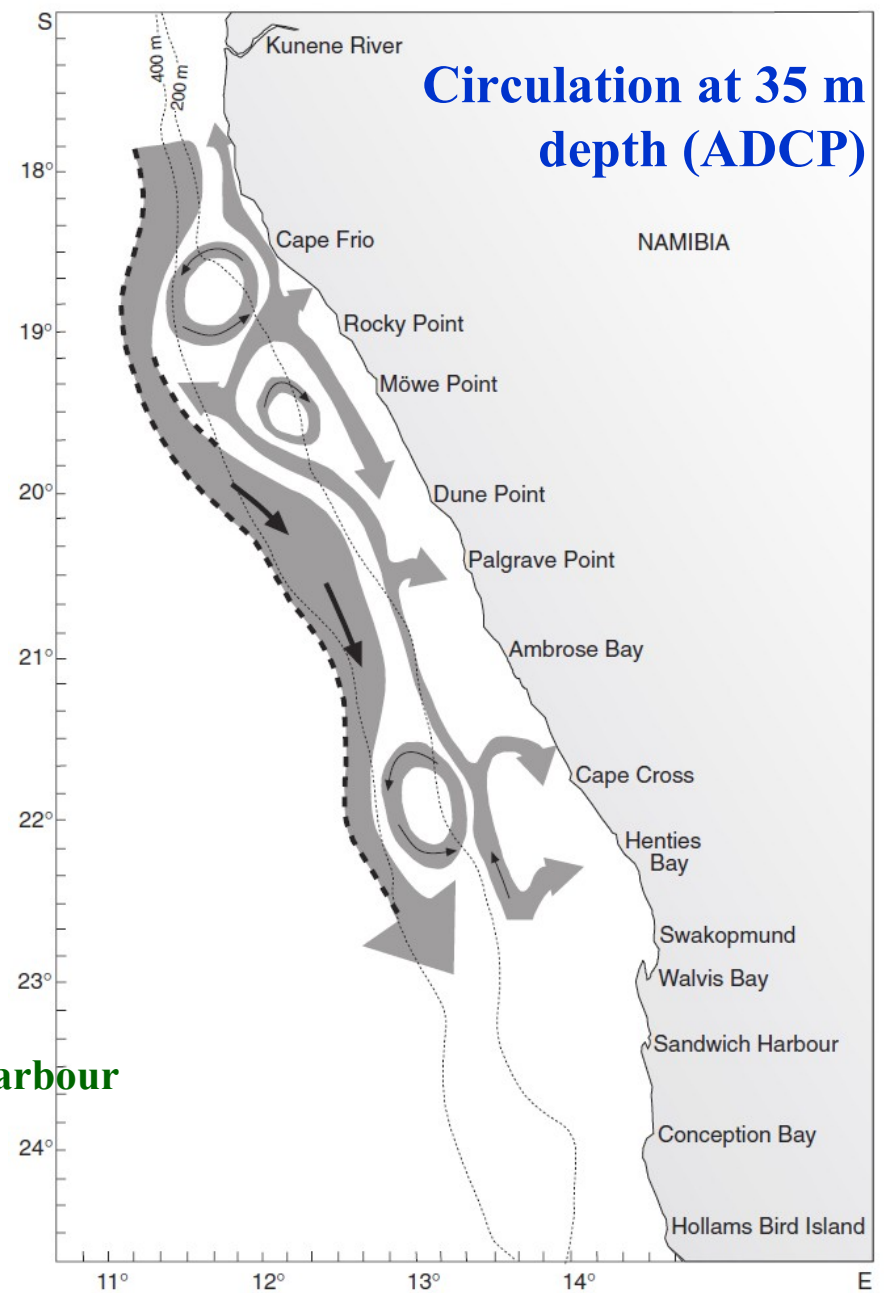 S
400 m
200 m
Kunene River
Circulation at 35 m
depth (ADCP)
18°
Cape Frio
NAMIBIA
19°
Rocky Point
Möwe Point
20°
Dune Point
Palgrave Point
21°
Ambrose Bay
Cape Cross
22°
Henties
Bay
Swakopmund
23°
Walvis Bay
Sandwich Harbour
arbour
24°
Conception Bay
Hollams Bird Island
11°
12°
13°
14°
E